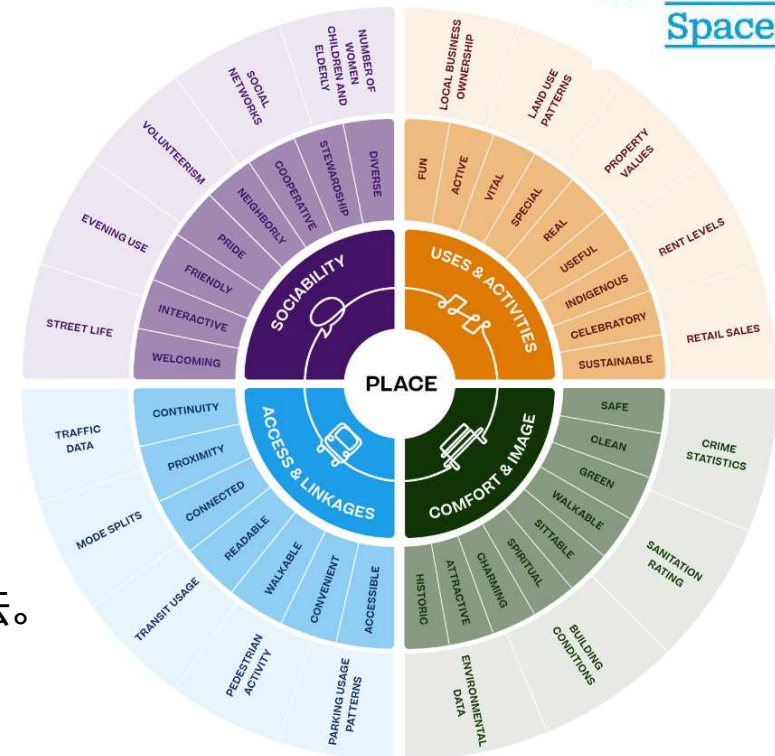 Space
NUMBER OF
WOMEN
CHILDREN AND
ELDERLY
SOCIAL
NETWORKS
VOLUNTEERISM
EVENING USE
STREET LIFE
DIVERSE
STEWARDSHIP
COOPERATIVE
NEIGHBORLY
PRIDE
FRIENDLY
INTERACTIVE
WELCOMING
SOCIABILITY
LOCAL BUSINESS
OWNERSHIP
LAND USE
PATTERNS
PROPERTY
VALUES
RENT LEVELS
RETAIL SALES
FUN
ACTIVE
VITAL
SPECIAL
REAL
USEFUL
INDIGENOUS
CELEBRATORY
SUSTAINABLE
USES & ACTIVITIES
PLACE
ACCESS & LINKAGES
CONTINUITY
PROXIMITY
CONNECTED
READABLE
WALKABLE
CONVENIENT
ACCESSIBLE
TRAFFIC
DATA
MODE SPLITS
TRANSIT USAGE
PEDESTRIAN
ACTIVITY
PARKING USAGE
PATTERNS
COMFORT & IMAGE
SAFE
CLEAN
GREEN
WALKABLE
SITTABLE
SPIRITUAL
CHARMING
ATTRACTIVE
HISTORIC
CRIME
STATISTICS
SANITATION
RATING
BUILDING
CONDITIONS
ENVIRONMENTAL
DATA